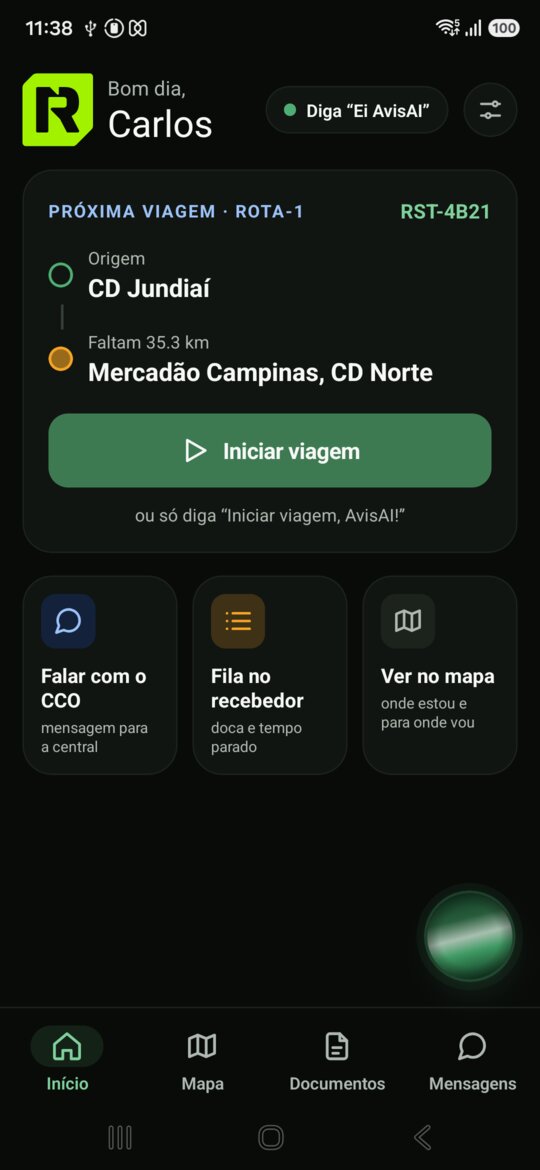 11:38
5
100
R
Bom dia,
Carlos
Diga “Ei AvisAI”
PRÓXIMA VIAGEM · ROTA-1
RST-4B21
Origem
CD Jundiaí
Faltam 35.3 km
Mercadão Campinas, CD Norte
Iniciar viagem
ou só diga “Iniciar viagem, AvisAI!”
Falar com o
CCO
mensagem para
a central
Fila no
recebedor
doca e tempo
parado
Ver no mapa
onde estou e
para onde vou
Início
Mapa
Documentos
Mensagens